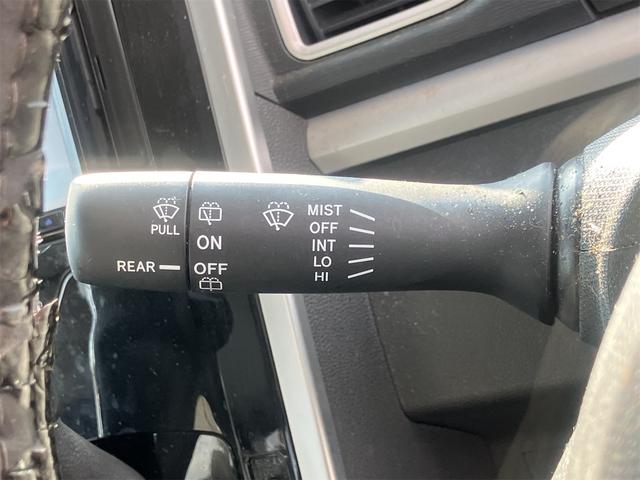 PULL
REAR
ON
OFF
MIST
OFF
INT
LO
HI